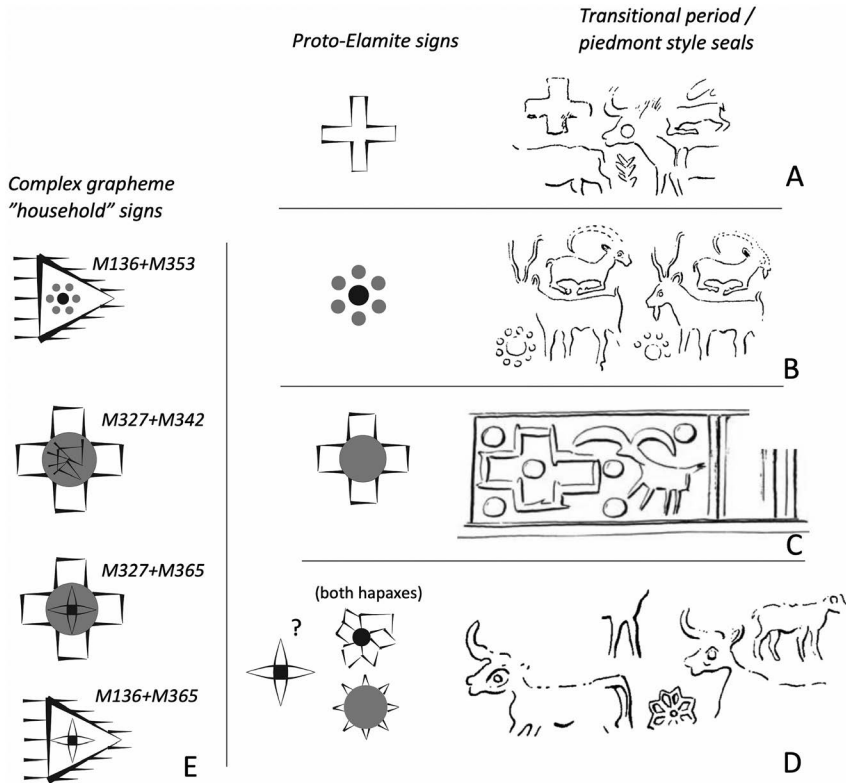 Proto-Elamite signs
Transitional period /
piedmont style seals
A
Complex grapheme
"household" signs
M136+M353
B
M327+M342
C
M327+M365
(both hapaxes)
?
M136+M365
E
D